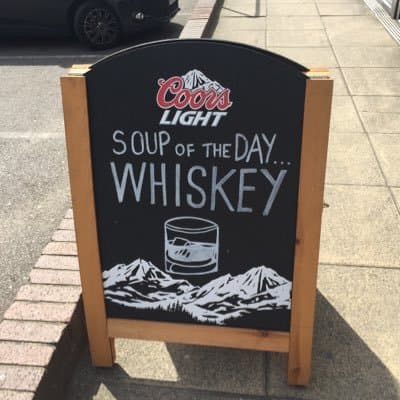 Coors
LIGHT
SOUP OF THE DAY...
WHISKEY